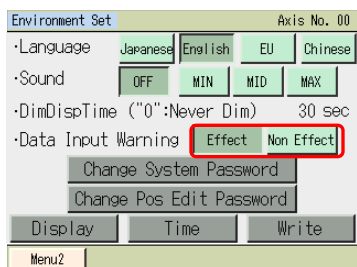 Environment Set Axis No. 00
·Language Japanese English EU Chinese
·Sound OFF MIN MID MAX
·DimDispTime ("0":Never Dim) 30 sec
·Data Input Warning Effect Non Effect
Change System Password
Change Pos Edit Password
Display Time Write
Menu2